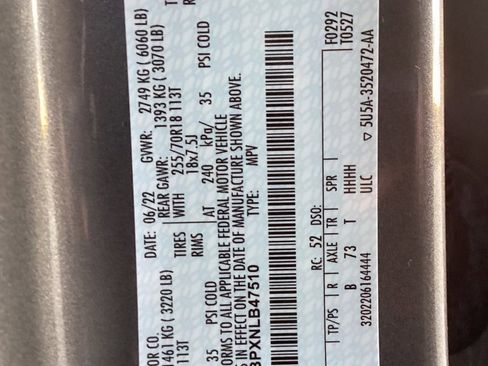 OR CO.
DATE: 06/22 GVWR: 2749 KG ( 6060 LB)
1461 KG ( 3220 LB) REAR GAWR: 1393 KG ( 3070 LB)
113T TIRES WITH 255/70R18 113T
RIMS 18x7.5J
35 PSI COLD AT 240 kPa/ 35 PSI COLD
ORMS TO ALL APPLICABLE FEDERAL MOTOR VEHICLE
S IN EFFECT ON THE DATE OF MANUFACTURE SHOWN ABOVE.
BPXNLB47510 TYPE: MPV
F0292
T0527
RC: 52 DSO:
TP/PS R AXLE TR SPR
B 73 T HHHH
3202206164444 ULC ▽ 5U5A-3520472-AA